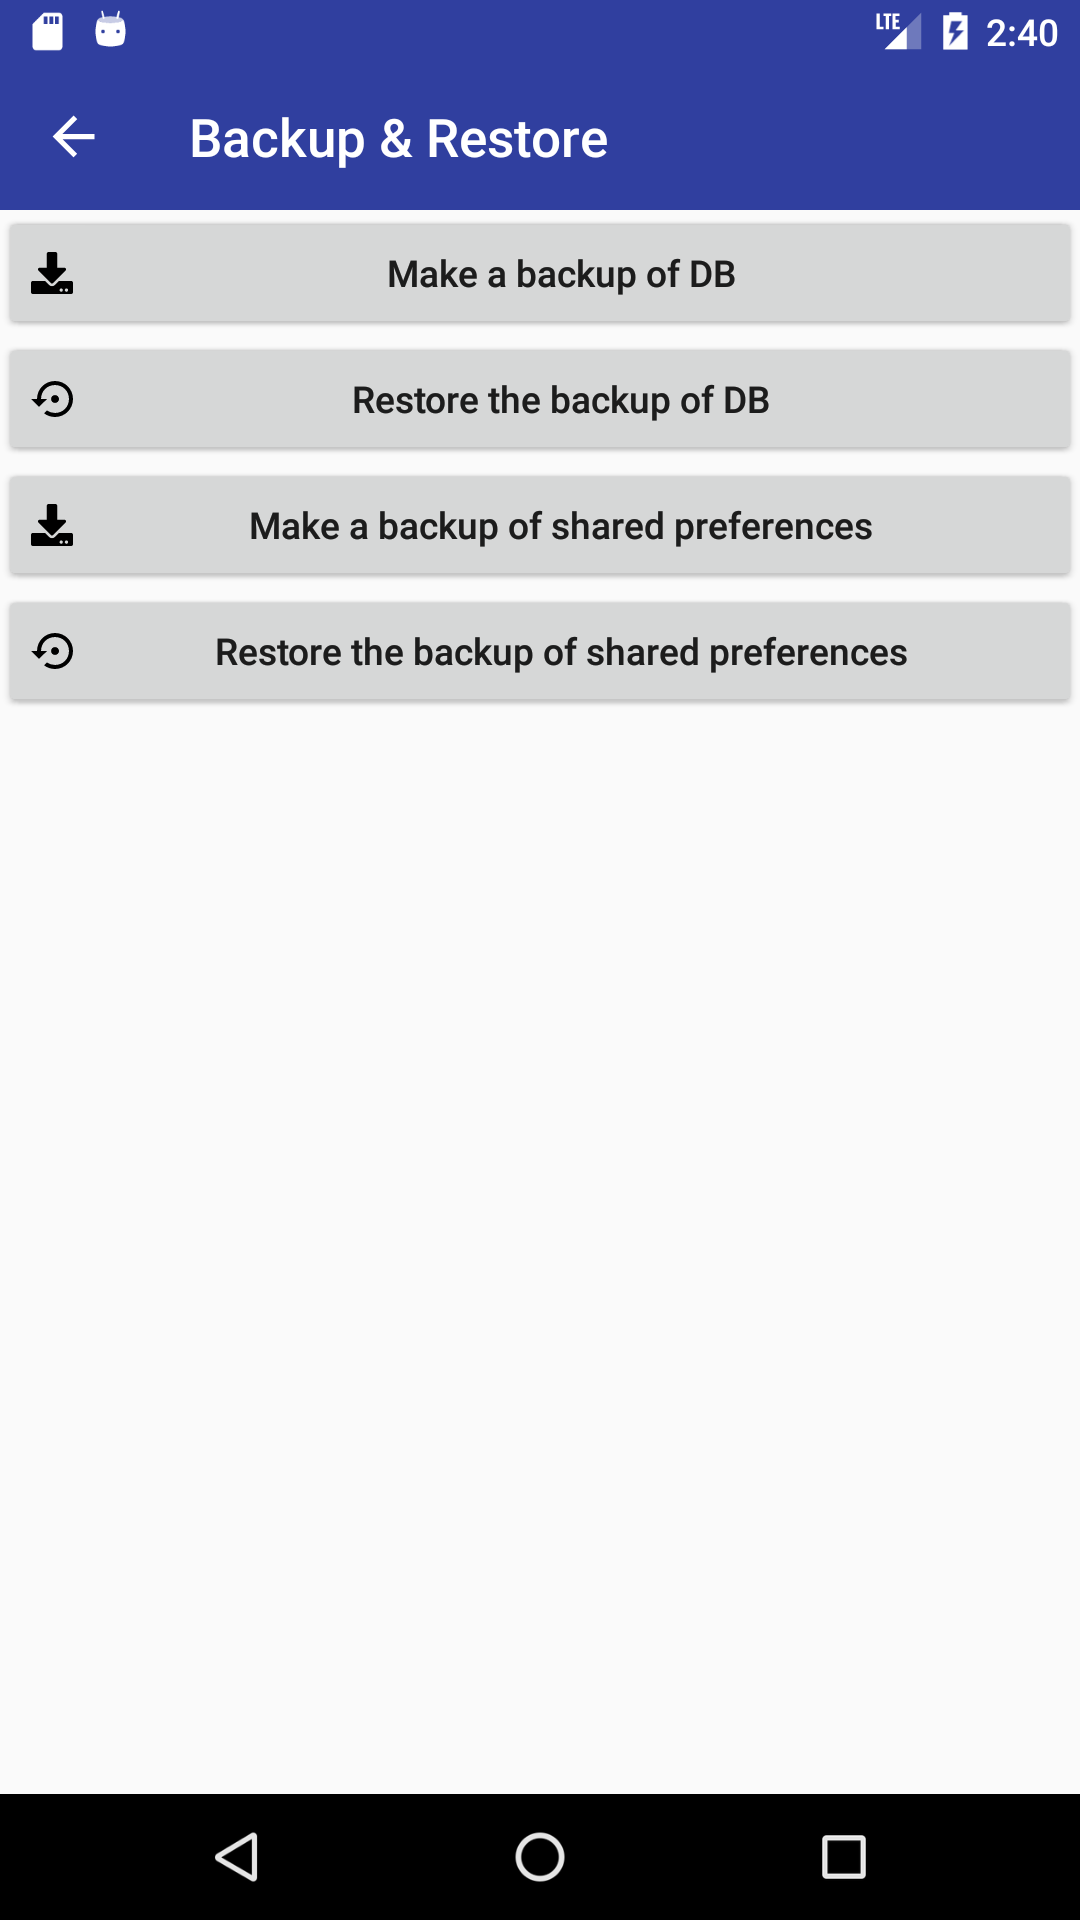 LTE 2:40
Backup & Restore
Make a backup of DB
Restore the backup of DB
Make a backup of shared preferences
Restore the backup of shared preferences